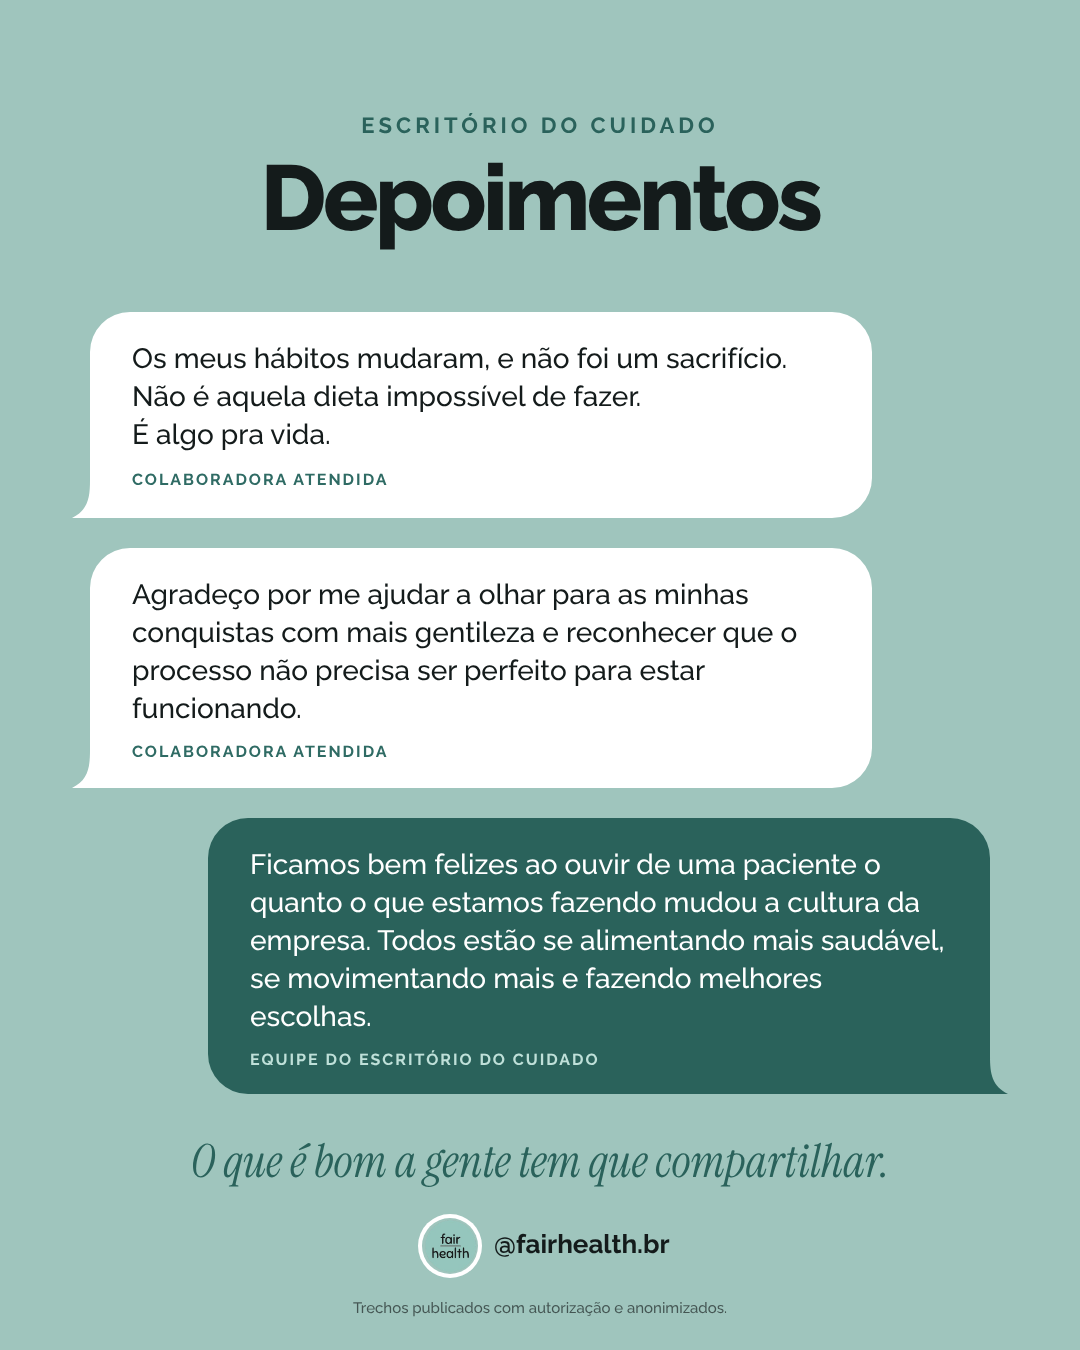 ESCRITÓRIO DO CUIDADO
Depoimentos
Os meus hábitos mudaram, e não foi um sacrifício.
Não é aquela dieta impossível de fazer.
É algo pra vida.
COLABORADORA ATENDIDA
Agradeço por me ajudar a olhar para as minhas
conquistas com mais gentileza e reconhecer que o
processo não precisa ser perfeito para estar
funcionando.
COLABORADORA ATENDIDA
Ficamos bem felizes ao ouvir de uma paciente o
quanto o que estamos fazendo mudou a cultura da
empresa. Todos estão se alimentando mais saudável,
se movimentando mais e fazendo melhores
escolhas.
EQUIPE DO ESCRITÓRIO DO CUIDADO
O que é bom a gente tem que compartilhar.
fair
health
@fairhealth.br
Trechos publicados com autorização e anonimizados.